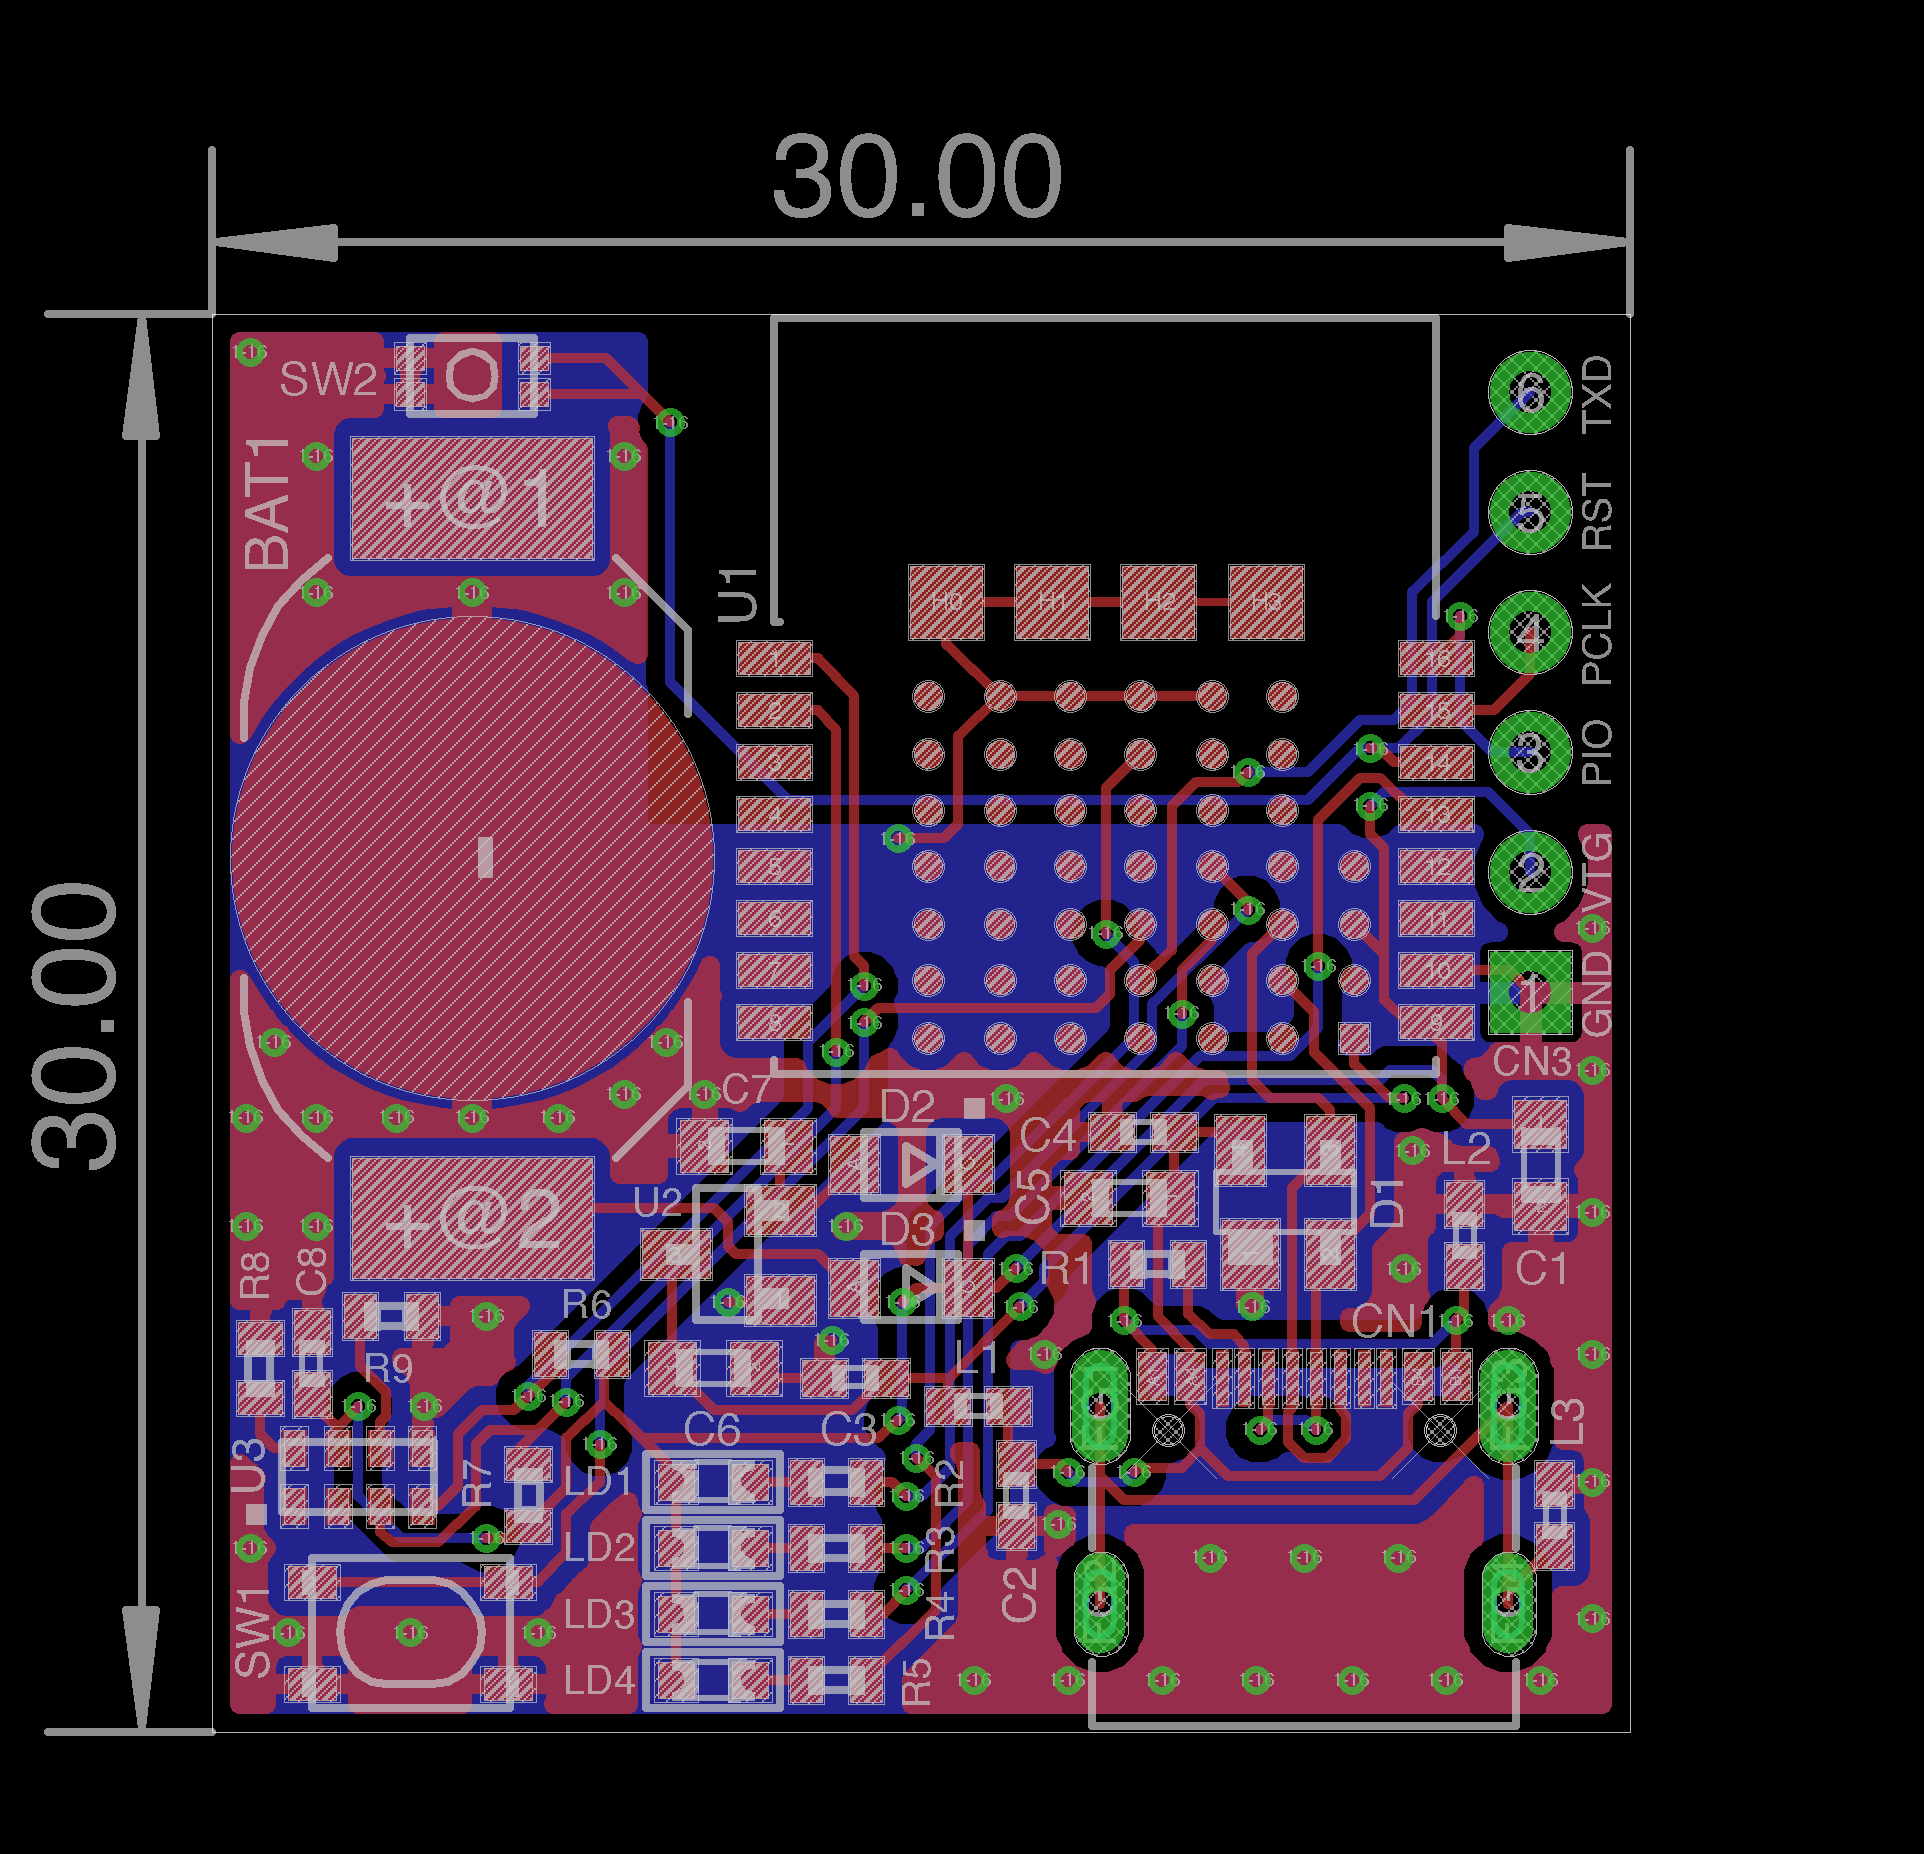 30.00
30.00
SW2
BAT1
+@1
+@2
U1
H0 H1 H2 H3
1
2
3
4
5
6
7
8
16
15
14
13
12
11
10
9
6 TXD
5 RST
4 PCLK
3 PIO
2 VTG
1 GND
CN3
C7
D2
C4
L2
U2
D3
C5
D1
R8
C8
R6
R1
C1
CN1
R9
L1
C6
C3
L3
U3
R7
LD1
R2
LD2
R3
C2
SW1
LD3
R4
LD4
R5
1-16